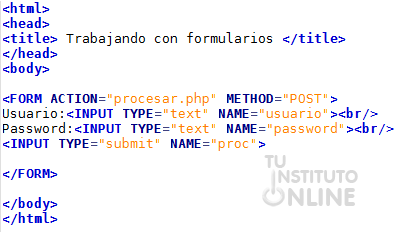 <html>
<head>
<title> Trabajando con formularios </title>
</head>
<body>
<FORM ACTION="procesar.php" METHOD="POST">
Usuario:<INPUT TYPE="text" NAME="usuario"><br/>
Password:<INPUT TYPE="text" NAME="password"><br/>
<INPUT TYPE="submit" NAME="proc">
</FORM>
</body>
</html>
TU
INSTITUTO
ONLINE